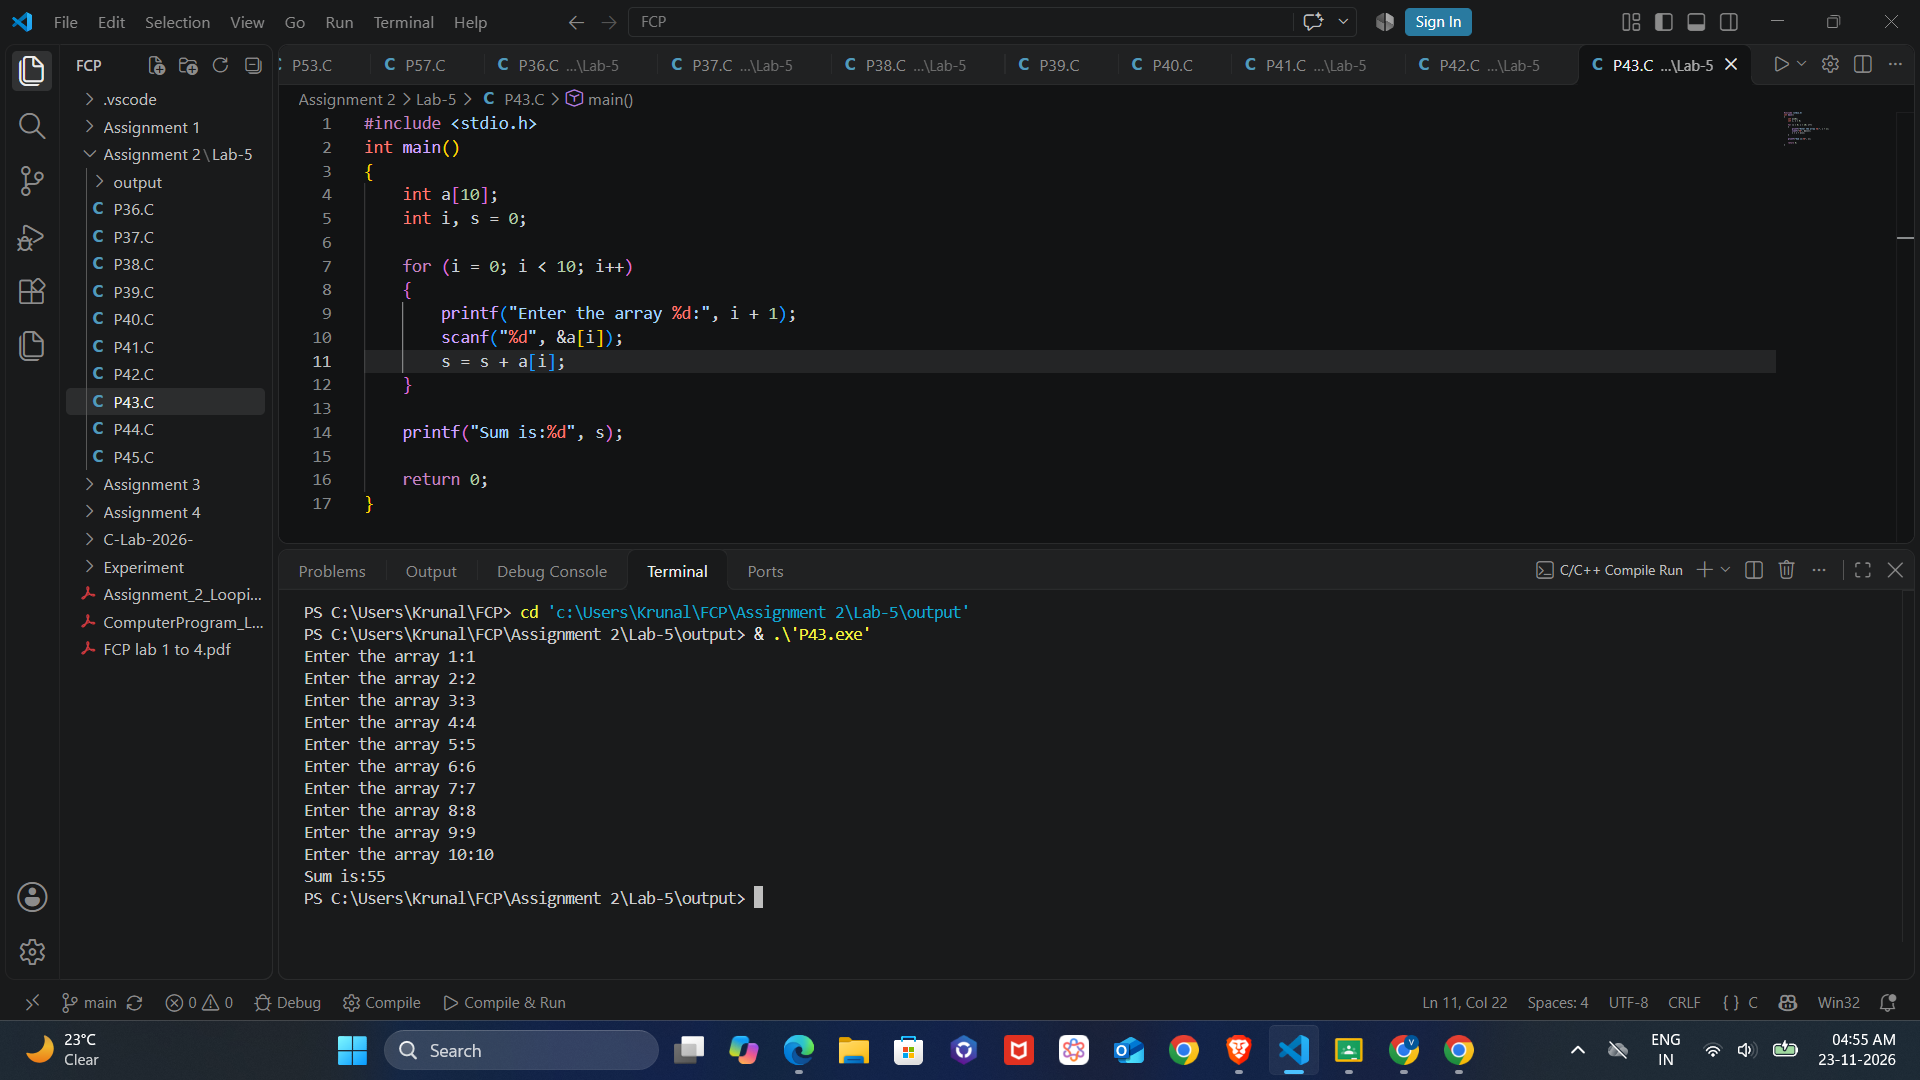 File Edit Selection View Go Run Terminal Help
FCP
Sign In
FCP
.vscode
Assignment 1
Assignment 2\Lab-5
output
P36.C
P37.C
P38.C
P39.C
P40.C
P41.C
P42.C
P43.C
P44.C
P45.C
Assignment 3
Assignment 4
C-Lab-2026-
Experiment
Assignment_2_Loopi...
ComputerProgram_L...
FCP lab 1 to 4.pdf
P53.C C P57.C C P36.C ...\Lab-5 C P37.C ...\Lab-5 C P38.C ...\Lab-5 C P39.C C P40.C C P41.C ...\Lab-5 C P42.C ...\Lab-5 C P43.C ...\Lab-5
Assignment 2 > Lab-5 > C P43.C > main()
1 #include <stdio.h>
2 int main()
3 {
4 int a[10];
5 int i, s = 0;
6
7 for (i = 0; i < 10; i++)
8 {
9 printf("Enter the array %d:", i + 1);
10 scanf("%d", &a[i]);
11 s = s + a[i];
12 }
13
14 printf("Sum is:%d", s);
15
16 return 0;
17 }
Problems Output Debug Console Terminal Ports
C/C++ Compile Run
PS C:\Users\Krunal\FCP> cd 'c:\Users\Krunal\FCP\Assignment 2\Lab-5\output'
PS C:\Users\Krunal\FCP\Assignment 2\Lab-5\output> & .\'P43.exe'
Enter the array 1:1
Enter the array 2:2
Enter the array 3:3
Enter the array 4:4
Enter the array 5:5
Enter the array 6:6
Enter the array 7:7
Enter the array 8:8
Enter the array 9:9
Enter the array 10:10
Sum is:55
PS C:\Users\Krunal\FCP\Assignment 2\Lab-5\output>
main 0 0 Debug Compile Compile & Run
Ln 11, Col 22 Spaces: 4 UTF-8 CRLF {} C Win32
23°C
Clear
Search
ENG
IN
04:55 AM
23-11-2026